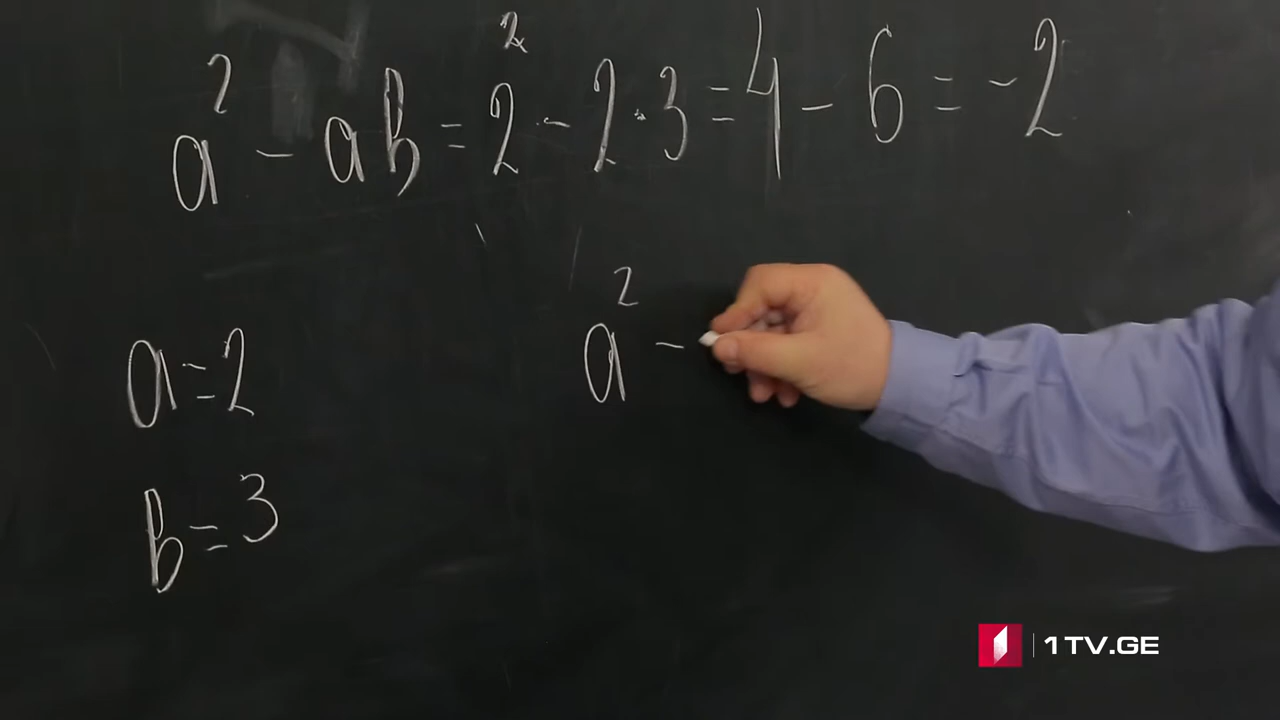 a² - ab = 2² - 2·3 = 4 - 6 = -2
a² -
a = 2
b = 3
1TV.GE